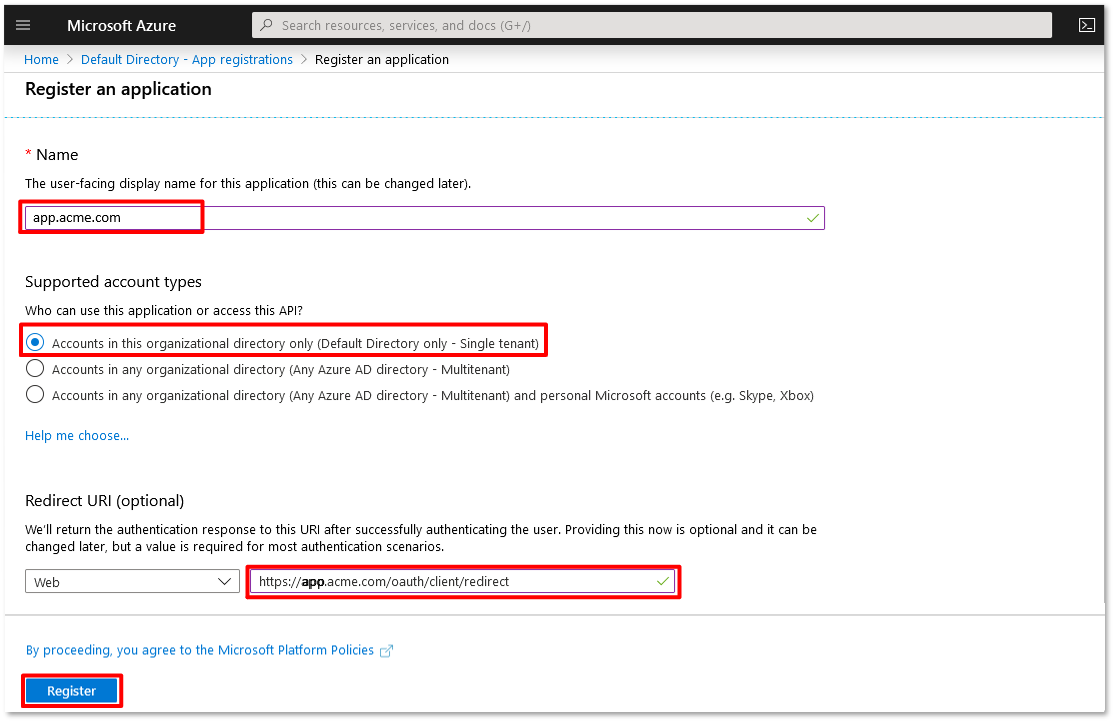 Microsoft Azure
Search resources, services, and docs (G+/)
Home > Default Directory - App registrations > Register an application
Register an application
* Name
The user-facing display name for this application (this can be changed later).
app.acme.com
Supported account types
Who can use this application or access this API?
Accounts in this organizational directory only (Default Directory only - Single tenant)
Accounts in any organizational directory (Any Azure AD directory - Multitenant)
Accounts in any organizational directory (Any Azure AD directory - Multitenant) and personal Microsoft accounts (e.g. Skype, Xbox)
Help me choose...
Redirect URI (optional)
We'll return the authentication response to this URI after successfully authenticating the user. Providing this now is optional and it can be
changed later, but a value is required for most authentication scenarios.
Web
https://app.acme.com/oauth/client/redirect
By proceeding, you agree to the Microsoft Platform Policies
Register